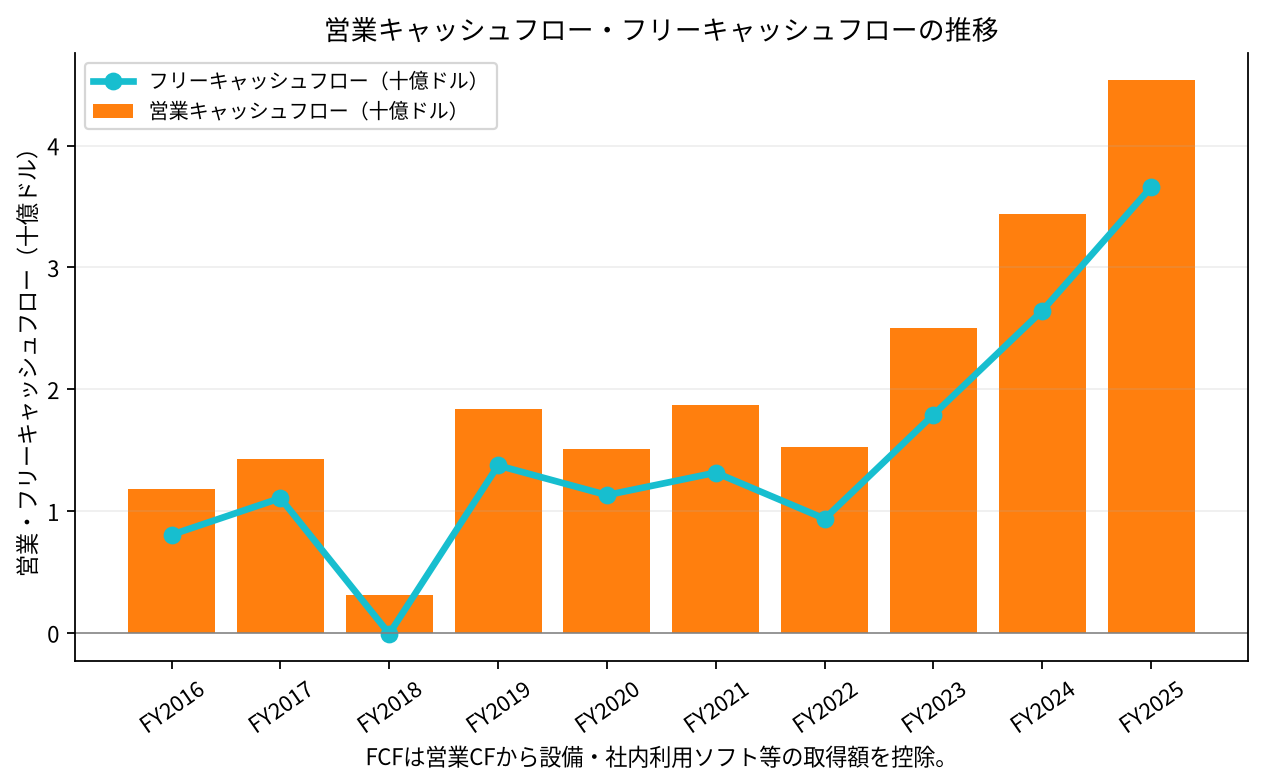 営業キャッシュフロー・フリーキャッシュフローの推移
フリーキャッシュフロー（十億ドル）
営業キャッシュフロー（十億ドル）
営業・フリーキャッシュフロー（十億ドル）
4
3
2
1
0
FY2016
FY2017
FY2018
FY2019
FY2020
FY2021
FY2022
FY2023
FY2024
FY2025
FCFは営業CFから設備・社内利用ソフト等の取得額を控除。